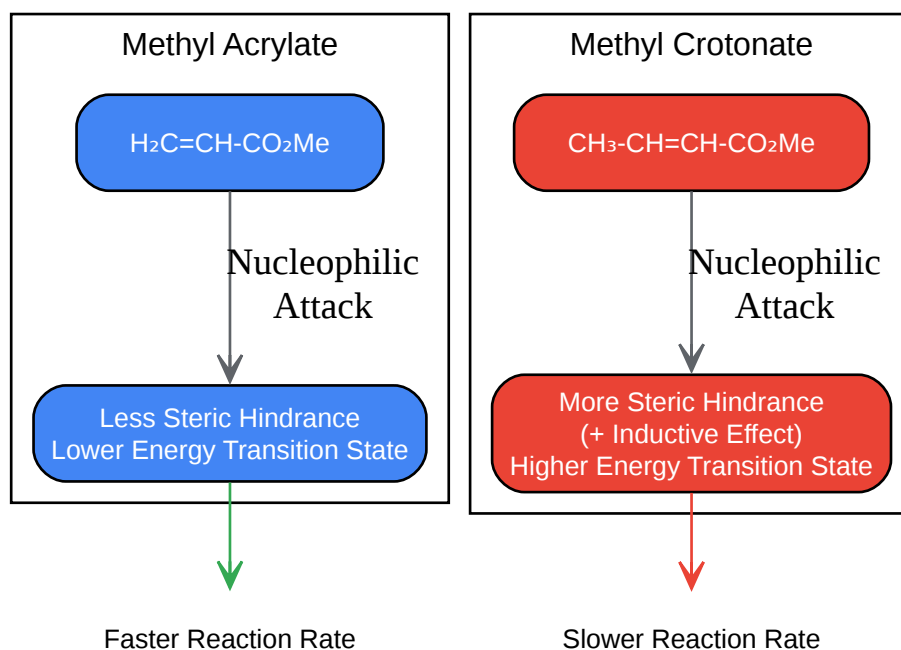 Methyl Acrylate
H₂C=CH-CO₂Me
Nucleophilic
Attack
Less Steric Hindrance
Lower Energy Transition State
Faster Reaction Rate
Methyl Crotonate
CH₃-CH=CH-CO₂Me
Nucleophilic
Attack
More Steric Hindrance
(+ Inductive Effect)
Higher Energy Transition State
Slower Reaction Rate